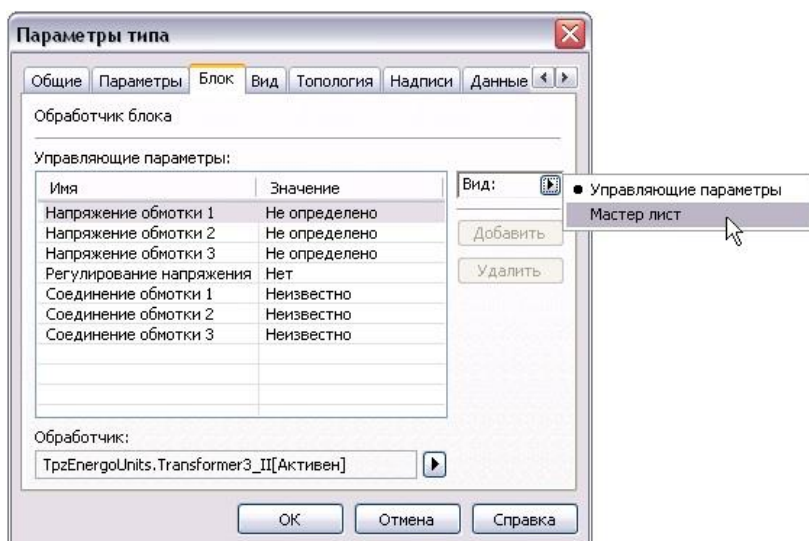 Параметры типа
Общие Параметры Блок Вид Топология Надписи Данные
Обработчик блока
Управляющие параметры:
Имя Значение
Вид:
Управляющие параметры
Мастер лист
Напряжение обмотки 1 Не определено
Напряжение обмотки 2 Не определено
Напряжение обмотки 3 Не определено
Регулирование напряжения Нет
Соединение обмотки 1 Неизвестно
Соединение обмотки 2 Неизвестно
Соединение обмотки 3 Неизвестно
Добавить
Удалить
Обработчик:
TpzEnergoUnits.Transformer3_II[Активен]
ОК Отмена Справка